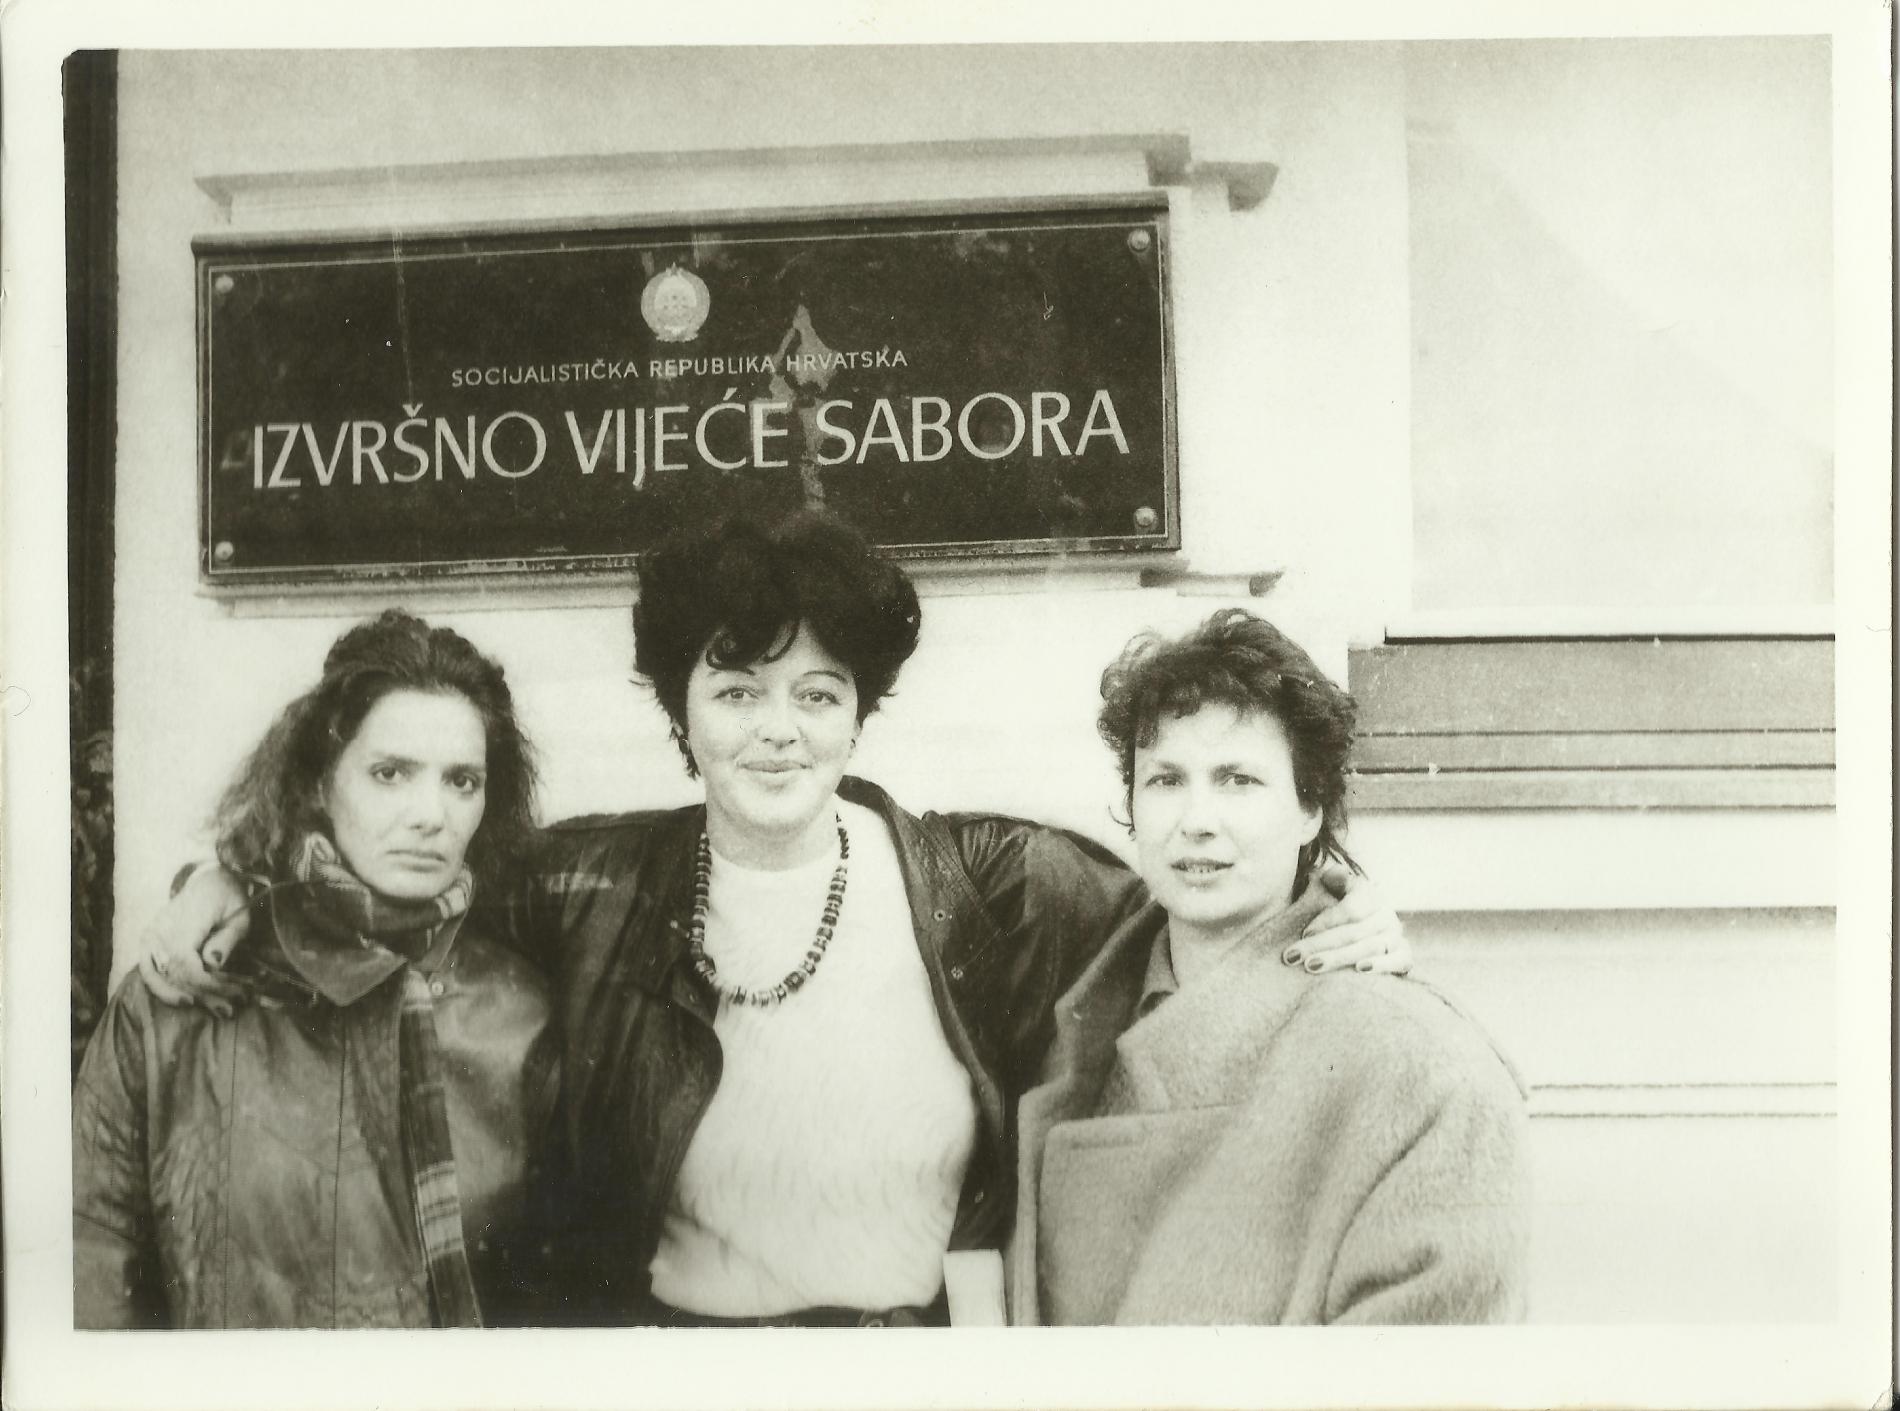 SOCIJALISTIČKA REPUBLIKA HRVATSKA
IZVRŠNO VIJEĆE SABORA